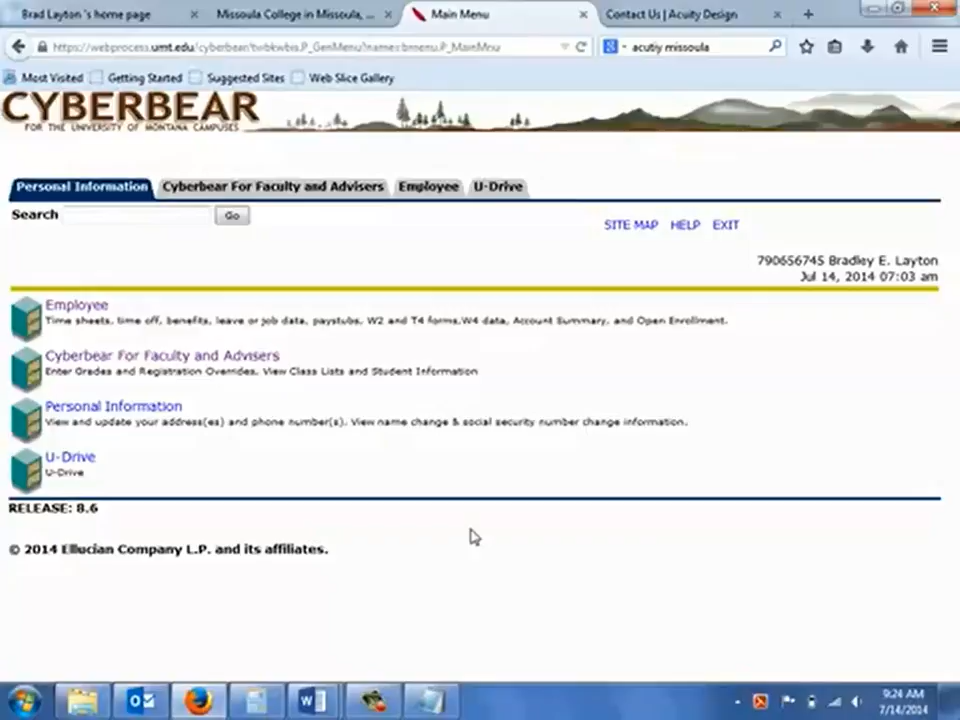 Brad Layton 's home page
Missoula College in Missoula, ...
Main Menu
Contact Us | Acuity Design
https://webprocess.umt.edu/cyberbear/twbkwbis.P_GenMenu?name=bmenu.P_MainMnu
acutiy missoula
Most Visited
Getting Started
Suggested Sites
Web Slice Gallery
CYBERBEAR
FOR THE UNIVERSITY OF MONTANA CAMPUSES
Personal Information
Cyberbear For Faculty and Advisers
Employee
U-Drive
Search
Go
SITE MAP
HELP
EXIT
790656745 Bradley E. Layton
Jul 14, 2014 07:03 am
Employee
Time sheets, time off, benefits, leave or job data, paystubs, W2 and T4 forms,W4 data, Account Summary, and Open Enrollment.
Cyberbear For Faculty and Advisers
Enter Grades and Registration Overrides, View Class Lists and Student Information
Personal Information
View and update your address(es) and phone number(s). View name change & social security number change information.
U-Drive
U-Drive
RELEASE: 8.6
© 2014 Ellucian Company L.P. and its affiliates.
9:24 AM
7/14/2014